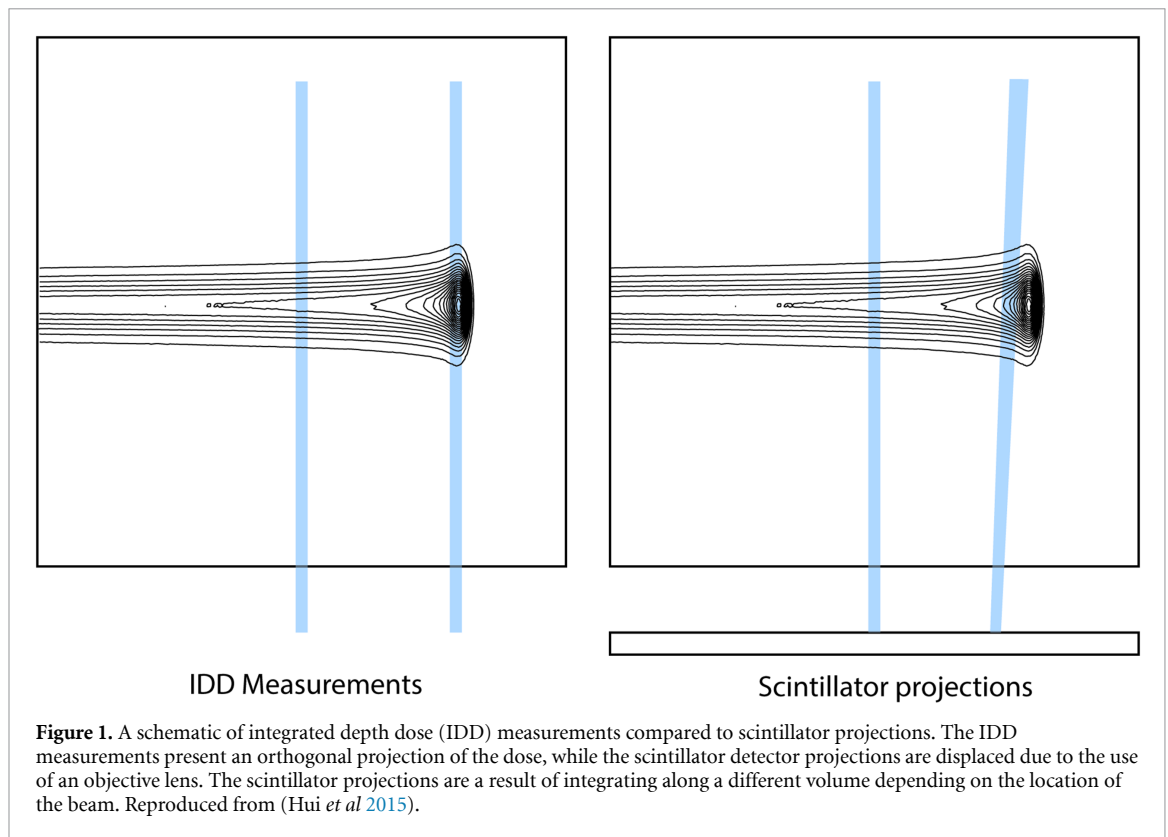 IDD Measurements
Scintillator projections
Figure 1. A schematic of integrated depth dose (IDD) measurements compared to scintillator projections. The IDD
measurements present an orthogonal projection of the dose, while the scintillator detector projections are displaced due to the use
of an objective lens. The scintillator projections are a result of integrating along a different volume depending on the location of
the beam. Reproduced from (Hui et al 2015).